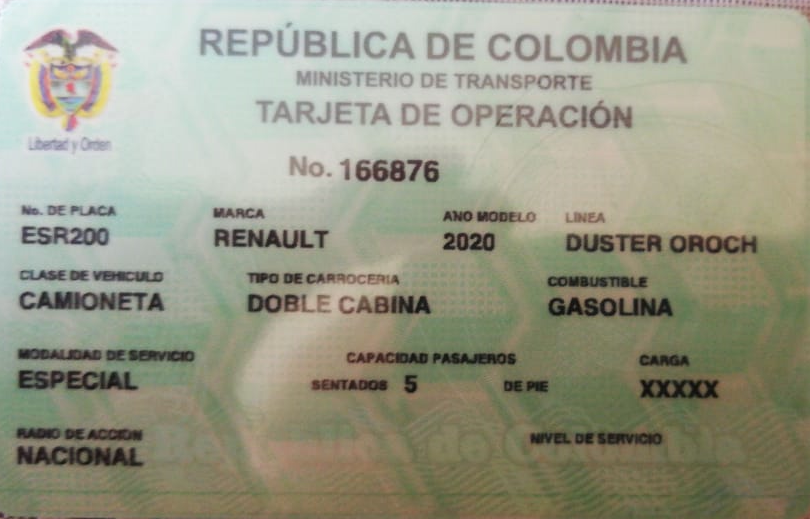 REPÚBLICA DE COLOMBIA
MINISTERIO DE TRANSPORTE
TARJETA DE OPERACIÓN
Libertad y Orden
No. 166876
No. DE PLACA MARCA ANO MODELO LINEA
ESR200 RENAULT 2020 DUSTER OROCH
CLASE DE VEHICULO TIPO DE CARROCERIA COMBUSTIBLE
CAMIONETA DOBLE CABINA GASOLINA
MODALIDAD DE SERVICIO CAPACIDAD PASAJEROS CARGA
ESPECIAL SENTADOS 5 DE PIE XXXXX
RADIO DE ACCION NIVEL DE SERVICIO
NACIONAL